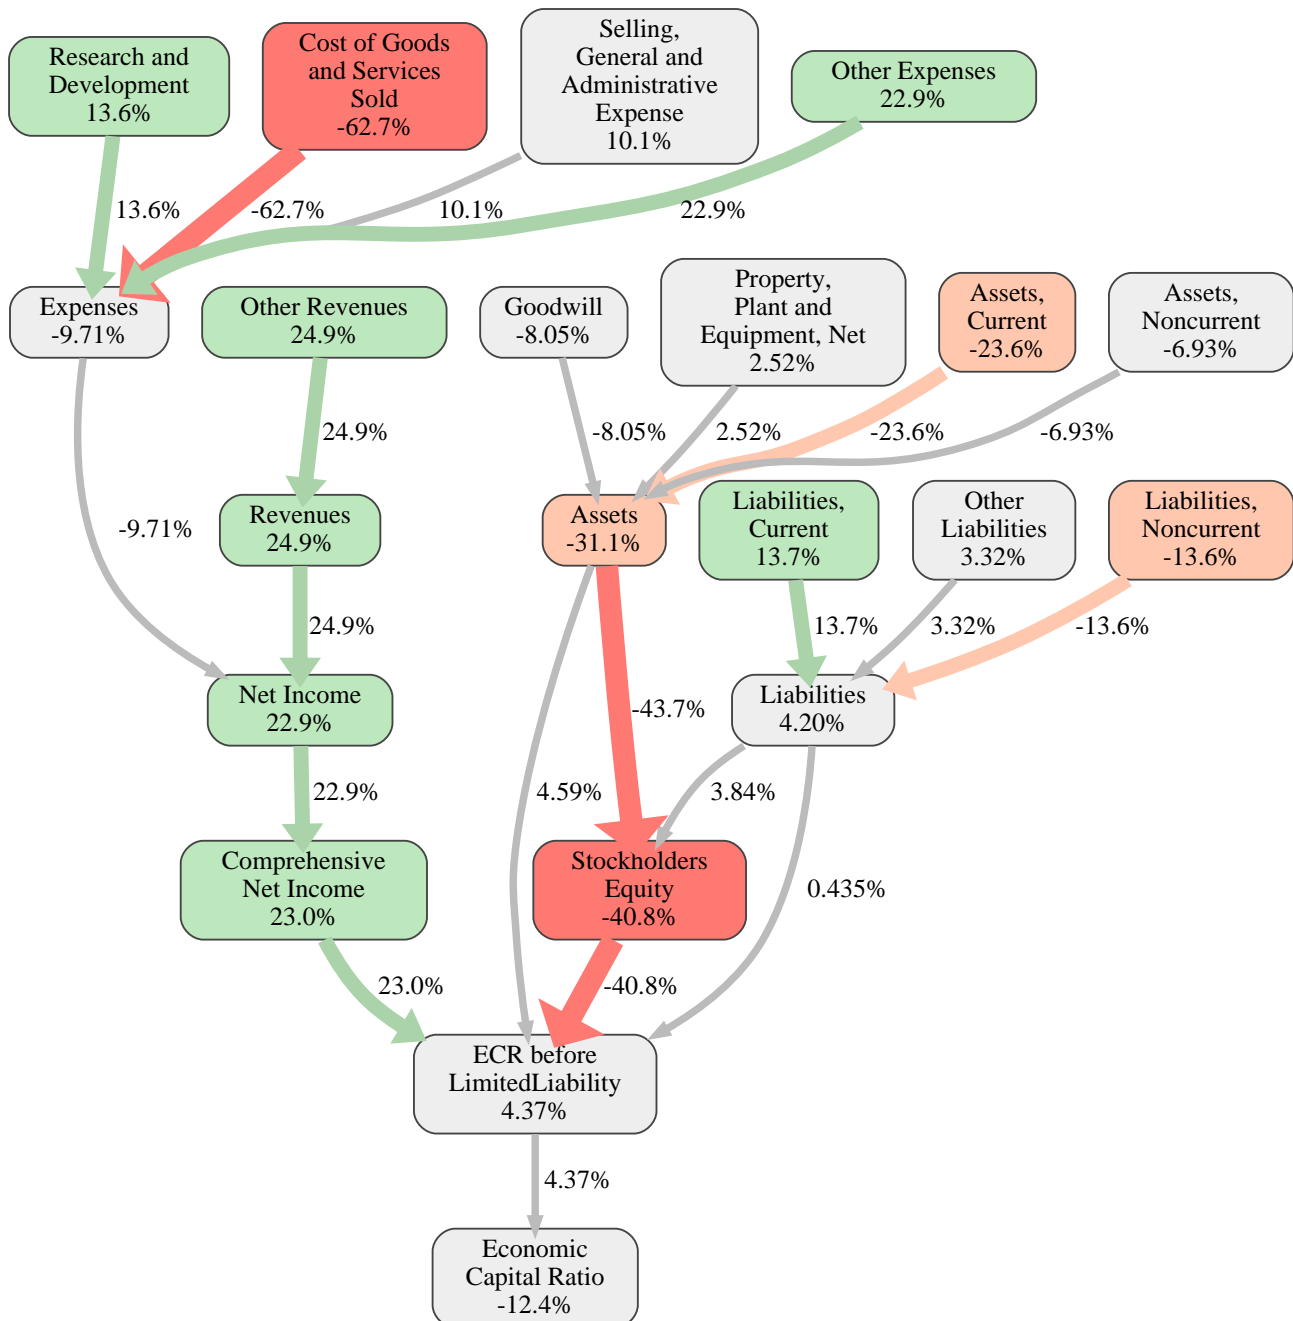 Research and
Development
13.6%
Cost of Goods
and Services
Sold
-62.7%
Selling,
General and
Administrative
Expense
10.1%
Other Expenses
22.9%
13.6%
-62.7%
10.1%
22.9%
Expenses
-9.71%
Other Revenues
24.9%
Goodwill
-8.05%
Property,
Plant and
Equipment, Net
2.52%
Assets,
Current
-23.6%
Assets,
Noncurrent
-6.93%
24.9%
-8.05%
2.52%
-23.6%
-6.93%
-9.71%
Revenues
24.9%
Assets
-31.1%
Liabilities,
Current
13.7%
Other
Liabilities
3.32%
Liabilities,
Noncurrent
-13.6%
24.9%
13.7%
3.32%
-13.6%
Net Income
22.9%
-43.7%
Liabilities
4.20%
22.9%
4.59%
3.84%
Comprehensive
Net Income
23.0%
Stockholders
Equity
-40.8%
0.435%
23.0%
-40.8%
ECR before
LimitedLiability
4.37%
4.37%
Economic
Capital Ratio
-12.4%